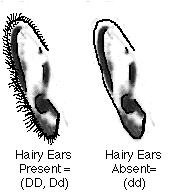 Hairy Ears
Present =
(DD, Dd)
Hairy Ears
Absent=
(dd)